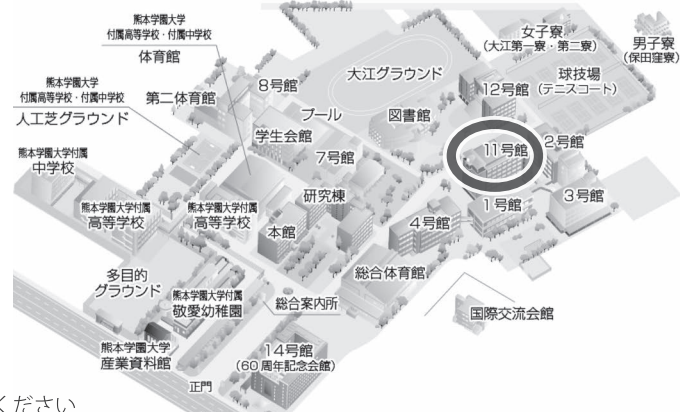 熊本学園大学
付属高等学校・付属中学校
体育館
熊本学園大学
付属高等学校・付属中学校
人工芝グラウンド
第二体育館
8号館
大江グラウンド
女子寮
(大江第一寮・第二寮)
男子寮
(保田窪寮)
球技場
(テニスコート)
12号館
プール
図書館
学生会館
7号館
11号館
2号館
熊本学園大学付属
中学校
熊本学園大学付属
高等学校
熊本学園大学付属
高等学校
研究棟
本館
4号館
1号館
3号館
総合体育館
多目的
グラウンド
熊本学園大学付属
敬愛幼稚園
総合案内所
国際交流会館
熊本学園大学
産業資料館
14号館
(60周年記念会館)
正門
ください